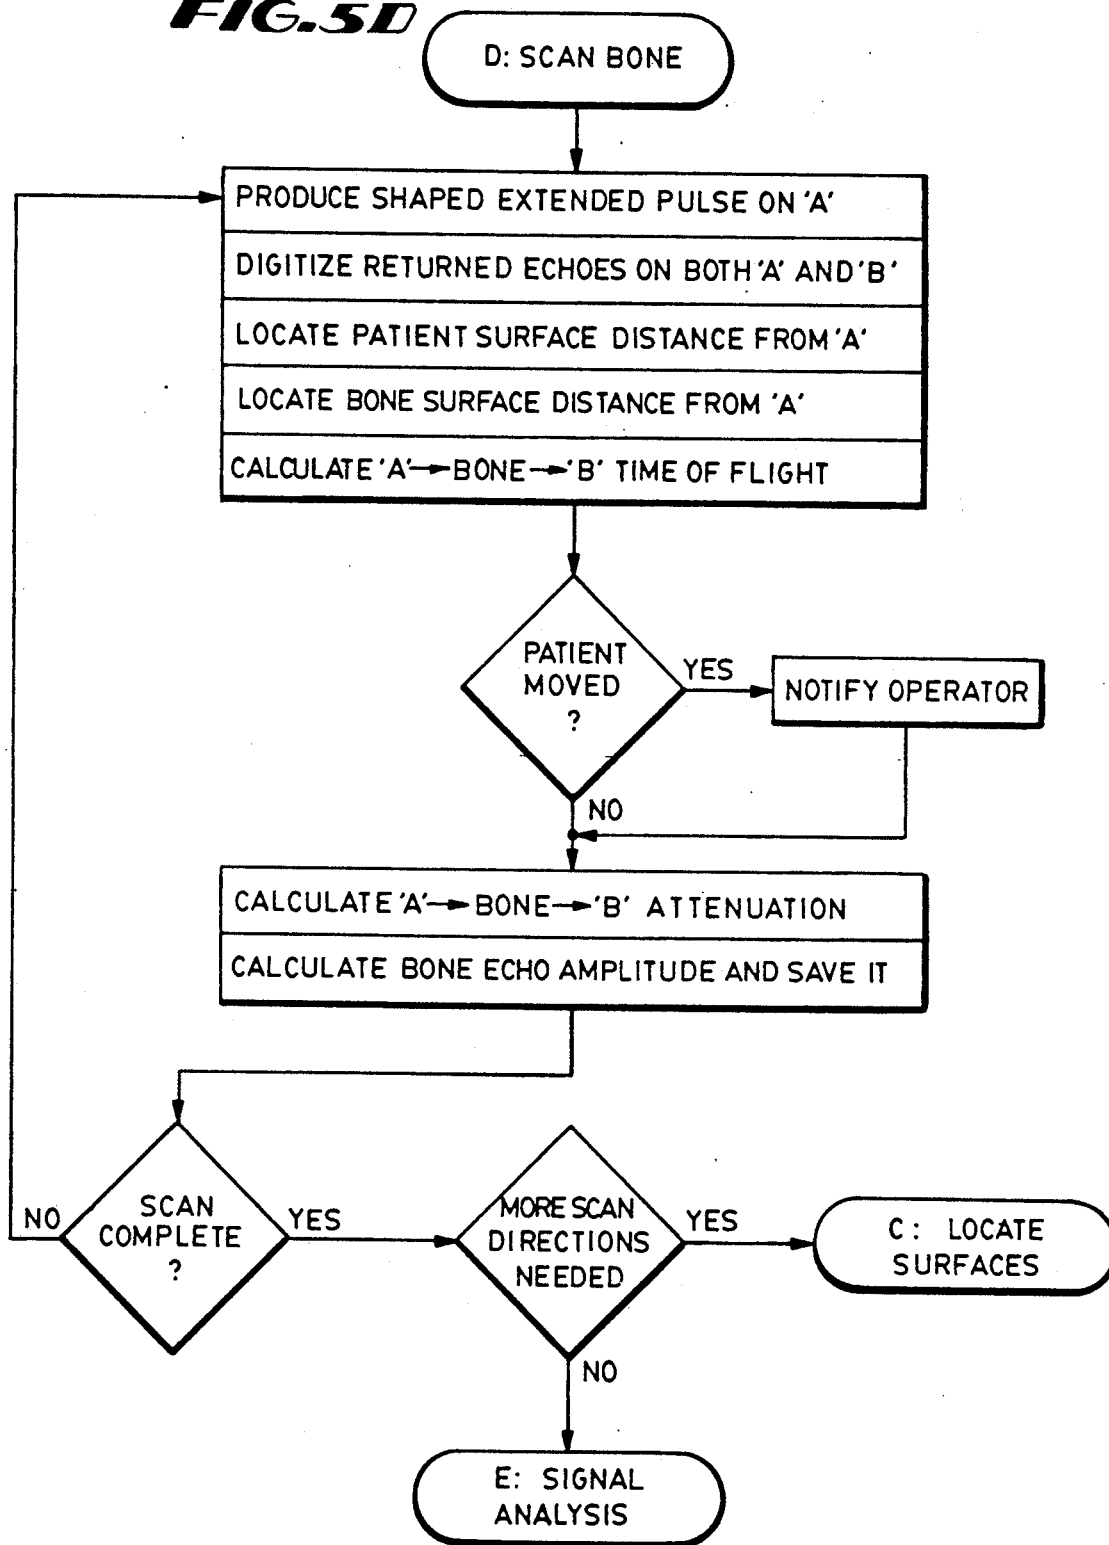 FIG.5D
D: SCAN BONE
PRODUCE SHAPED EXTENDED PULSE ON 'A'
DIGITIZE RETURNED ECHOES ON BOTH 'A' AND 'B'
LOCATE PATIENT SURFACE DISTANCE FROM 'A'
LOCATE BONE SURFACE DISTANCE FROM 'A'
CALCULATE 'A'→BONE→'B' TIME OF FLIGHT
PATIENT
MOVED
?
YES
NOTIFY OPERATOR
NO
CALCULATE 'A'→BONE→'B' ATTENUATION
CALCULATE BONE ECHO AMPLITUDE AND SAVE IT
NO
SCAN
COMPLETE
?
YES
MORE SCAN
DIRECTIONS
NEEDED
YES
C: LOCATE
SURFACES
NO
E: SIGNAL
ANALYSIS